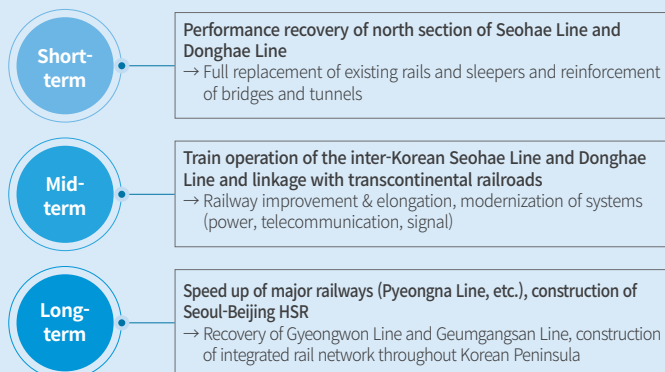 Short-
term
Performance recovery of north section of Seohae Line and
Donghae Line
→ Full replacement of existing rails and sleepers and reinforcement
of bridges and tunnels
Mid-
term
Train operation of the inter-Korean Seohae Line and Donghae
Line and linkage with transcontinental railroads
→ Railway improvement & elongation, modernization of systems
(power, telecommunication, signal)
Long-
term
Speed up of major railways (Pyeongna Line, etc.), construction of
Seoul-Beijing HSR
→ Recovery of Gyeongwon Line and Geumgangsan Line, construction
of integrated rail network throughout Korean Peninsula